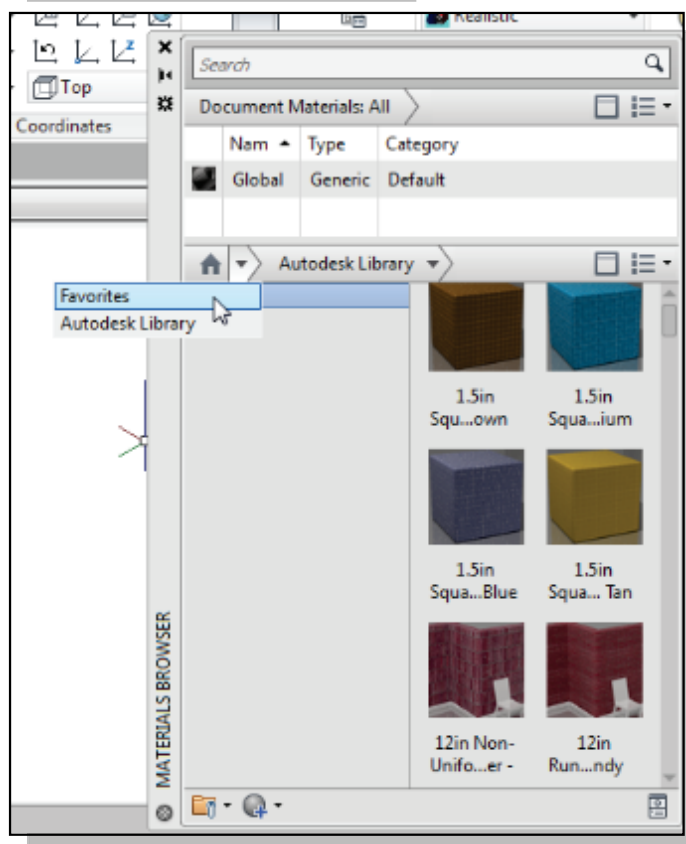 Realistic
Top
Coordinates
Search
Document Materials: All
Nam Type Category
Global Generic Default
Autodesk Library
Favorites
Autodesk Library
1.5in
Squ...own
1.5in
Squa...ium
1.5in
Squa...Blue
1.5in
Squa... Tan
12in Non-
Unifo...er -
12in
Run...ndy
MATERIALS BROWSER